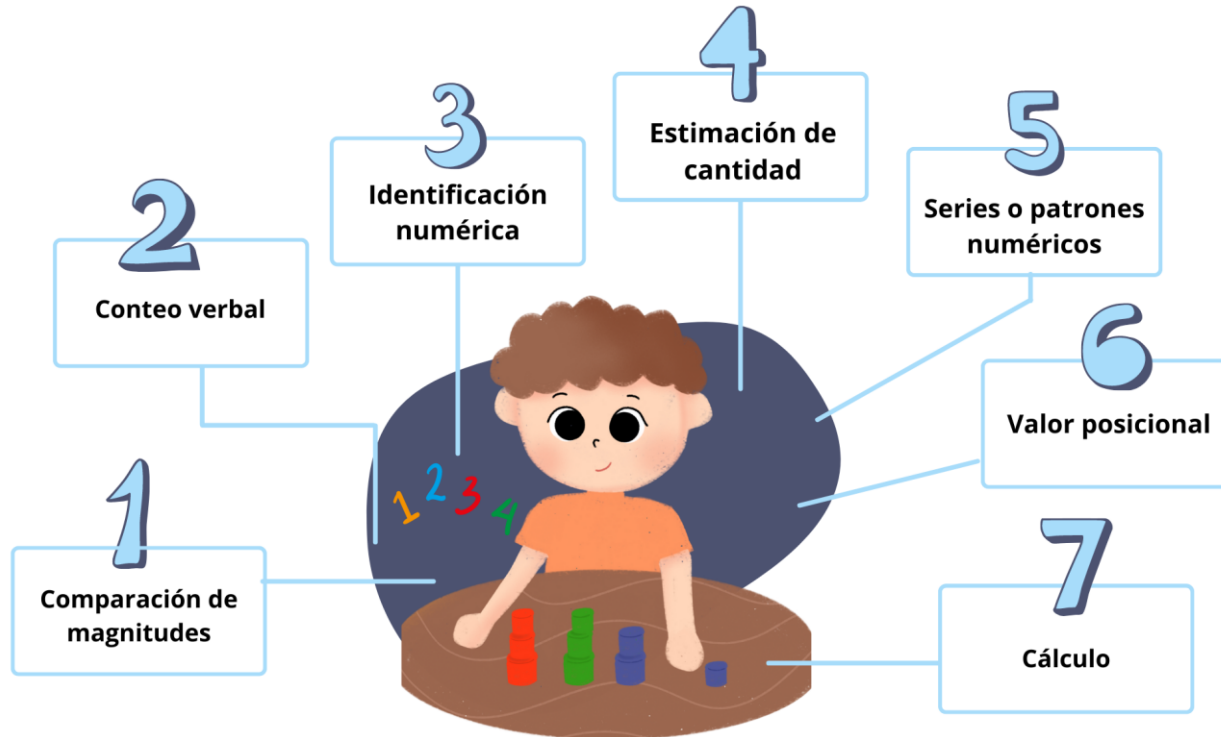 1
Comparación de
magnitudes
2
Conteo verbal
3
Identificación
numérica
4
Estimación de
cantidad
5
Series o patrones
numéricos
6
Valor posicional
7
Cálculo
1 2 3 4